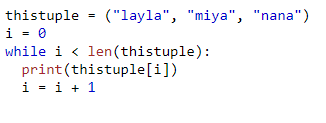 thistuple = ("layla", "miya", "nana")
i = 0
while i < len(thistuple):
  print(thistuple[i])
  i = i + 1